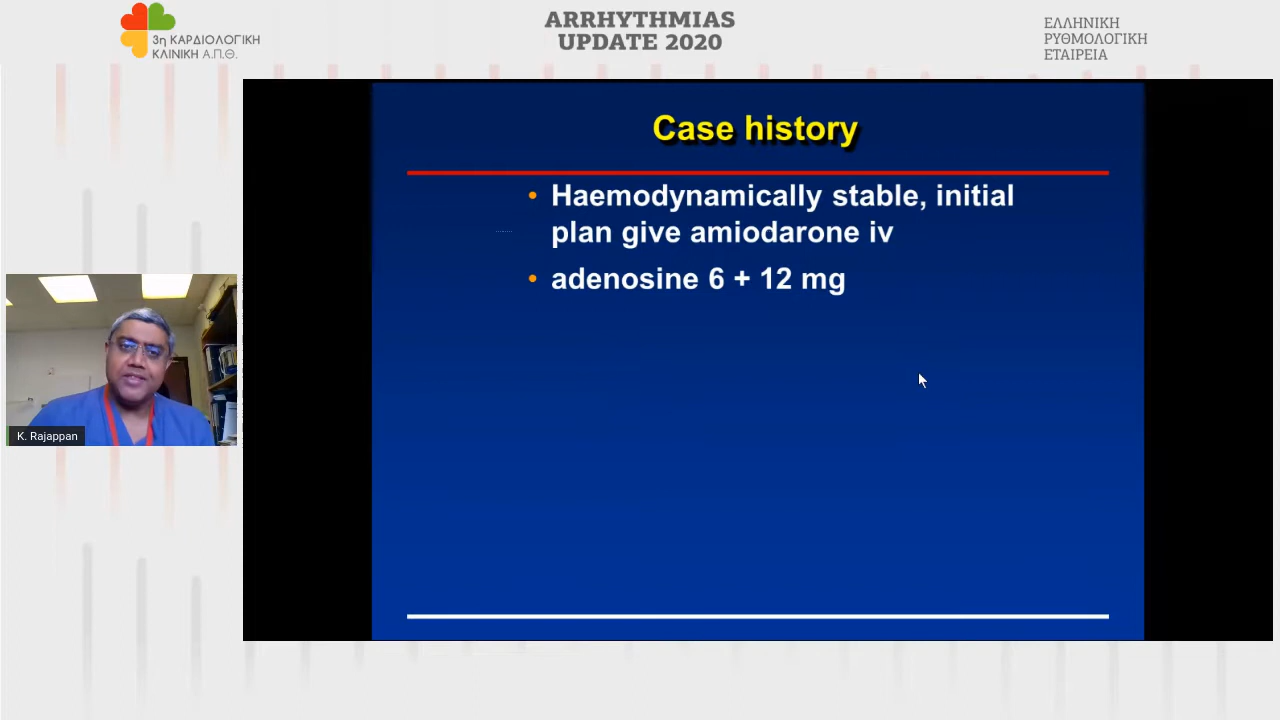 3η ΚΑΡΔΙΟΛΟΓΙΚΗ
ΚΛΙΝΙΚΗ Α.Π.Θ.
ARRHYTHMIAS
UPDATE 2020
ΕΛΛΗΝΙΚΗ
ΡΥΘΜΟΛΟΓΙΚΗ
ΕΤΑΙΡΕΙΑ
Case history
• Haemodynamically stable, initial
plan give amiodarone iv
• adenosine 6 + 12 mg
K. Rajappan